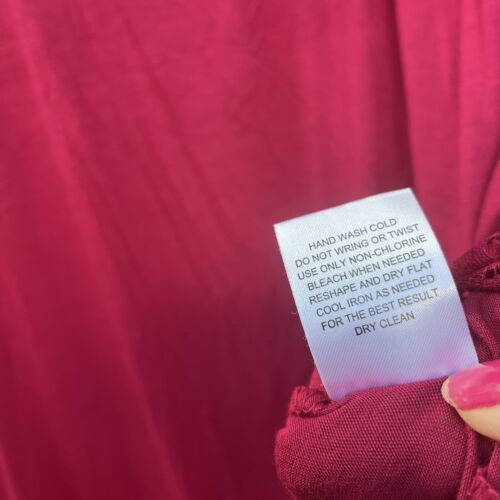 HAND WASH COLD
DO NOT WRING OR TWIST
USE ONLY NON-CHLORINE
BLEACH WHEN NEEDED
RESHAPE AND DRY FLAT
COOL IRON AS NEEDED
FOR THE BEST RESULT
DRY CLEAN